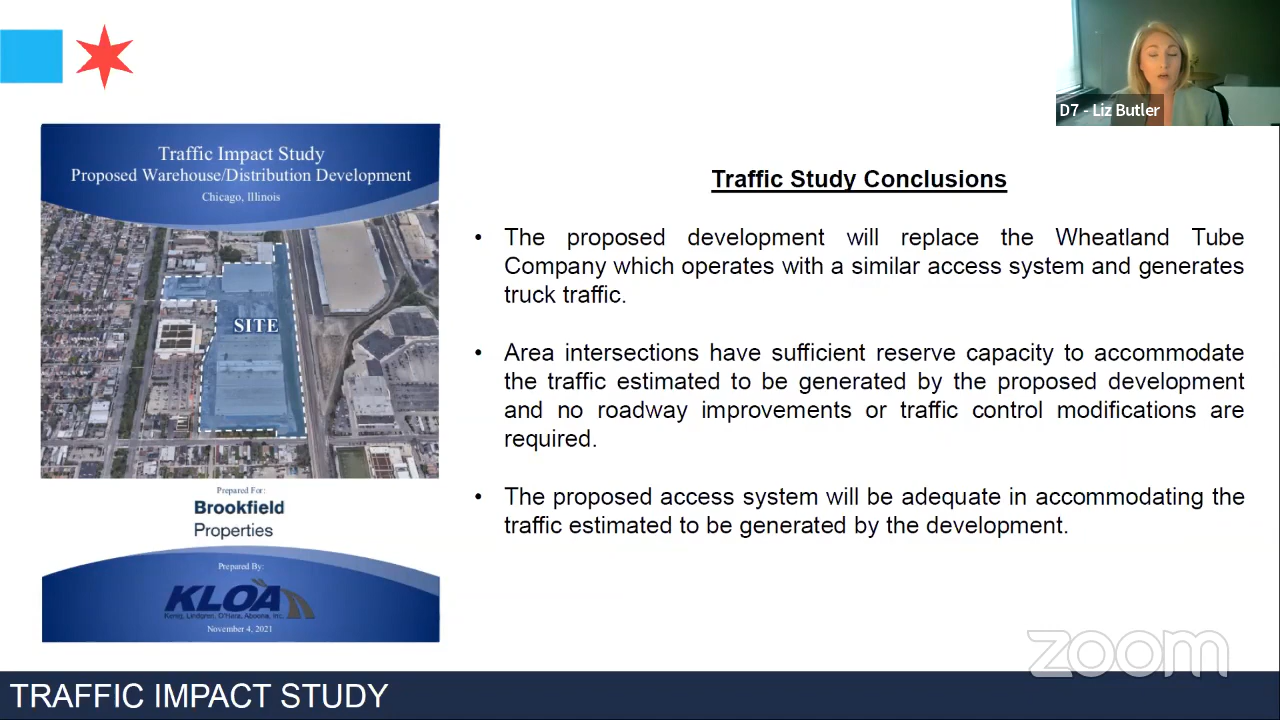 D7 - Liz Butler
Traffic Impact Study
Proposed Warehouse/Distribution Development
Chicago, Illinois
SITE
Prepared For:
Brookfield
Properties
Prepared By:
KLOA
Kenig, Lindgren, O'Hara, Aboona, Inc.
November 4, 2021
Traffic Study Conclusions
• The proposed development will replace the Wheatland Tube
Company which operates with a similar access system and generates
truck traffic.
• Area intersections have sufficient reserve capacity to accommodate
the traffic estimated to be generated by the proposed development
and no roadway improvements or traffic control modifications are
required.
• The proposed access system will be adequate in accommodating the
traffic estimated to be generated by the development.
zoom
TRAFFIC IMPACT STUDY